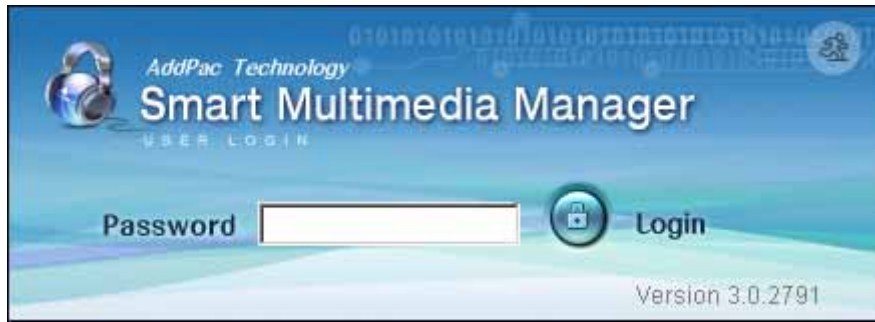 AddPac Technology
Smart Multimedia Manager
USER LOGIN
Password
Login
Version 3.0.2791